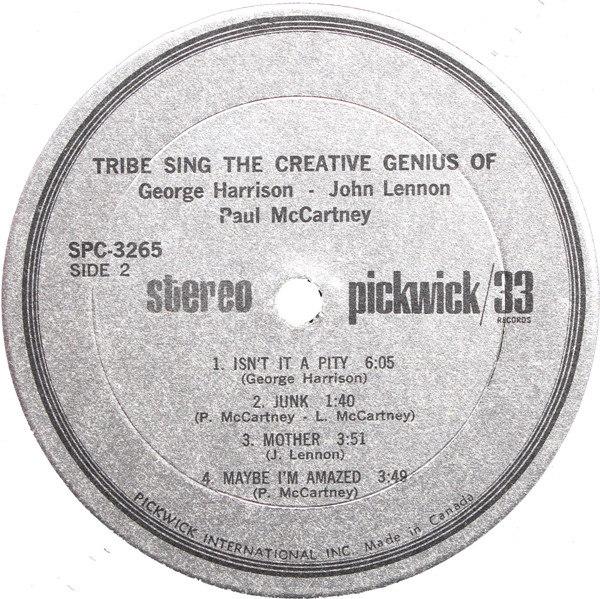 TRIBE SING THE CREATIVE GENIUS OF
George Harrison - John Lennon
Paul McCartney
SPC-3265
SIDE 2
stereo
pickwick/33
RECORDS
1. ISN'T IT A PITY 6:05
(George Harrison)
2. JUNK 1:40
(P. McCartney - L. McCartney)
3. MOTHER 3:51
(J. Lennon)
4. MAYBE I'M AMAZED 3:49
(P. McCartney)
PICKWICK INTERNATIONAL INC. Made in Canada